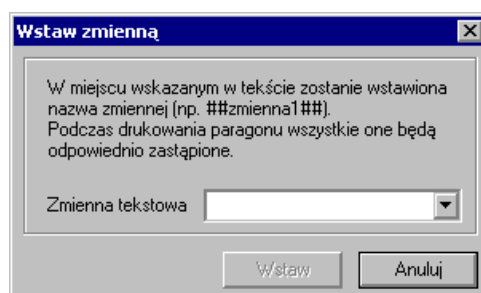 Wstaw zmienną
W miejscu wskazanym w tekście zostanie wstawiona
nazwa zmiennej (np. ##zmienna1##).
Podczas drukowania paragonu wszystkie one będą
odpowiednio zastąpione.
Zmienna tekstowa
Wstaw Anuluj